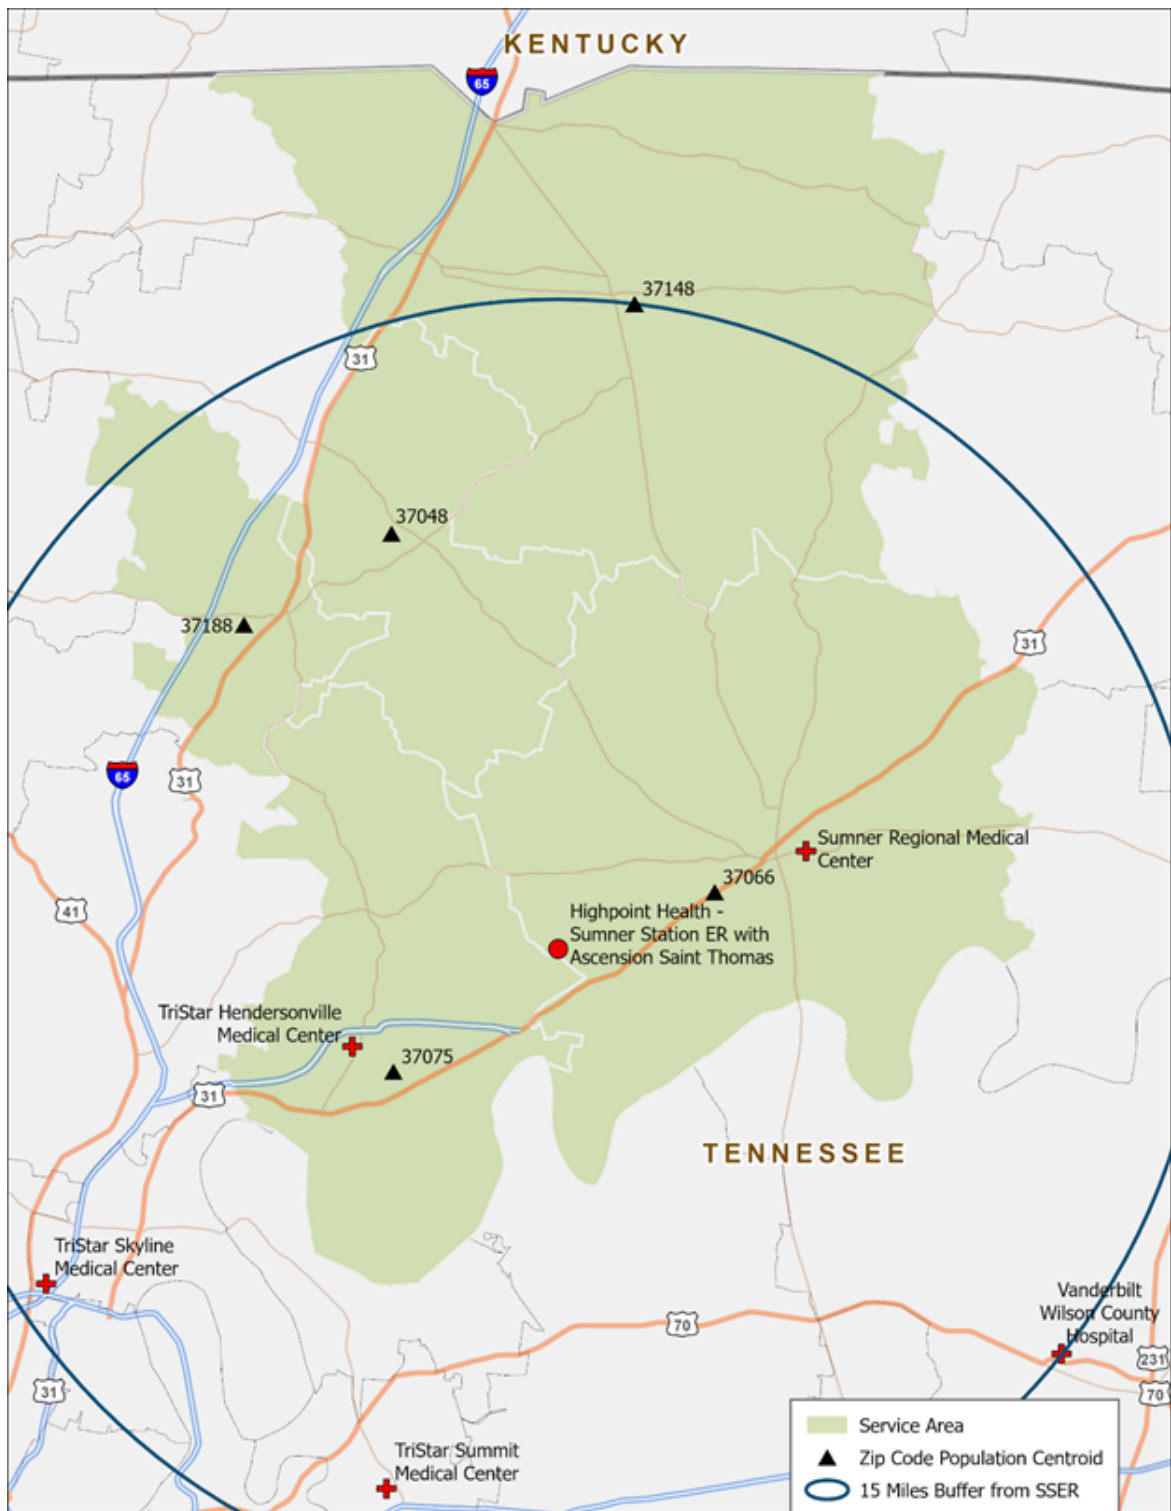 KENTUCKY
65
37148
31
37048
37188
31
65
31
Sumner Regional Medical
Center
37066
41
Highpoint Health -
Sumner Station ER with
Ascension Saint Thomas
TriStar Hendersonville
Medical Center
37075
31
TENNESSEE
TriStar Skyline
Medical Center
Vanderbilt
Wilson County
Hospital
70
231
31
70
TriStar Summit
Medical Center
Service Area
Zip Code Population Centroid
15 Miles Buffer from SSER